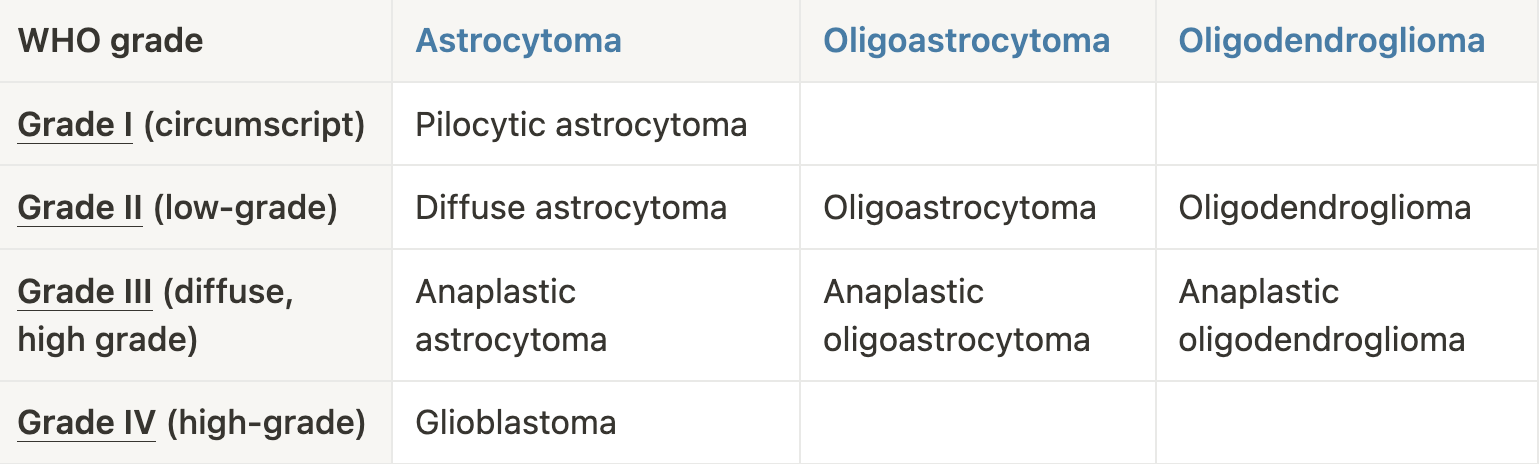 WHO grade Astrocytoma Oligoastrocytoma Oligodendroglioma
Grade I (circumscript) Pilocytic astrocytoma
Grade II (low-grade) Diffuse astrocytoma Oligoastrocytoma Oligodendroglioma
Grade III (diffuse, Anaplastic Anaplastic Anaplastic
high grade) astrocytoma oligoastrocytoma oligodendroglioma
Grade IV (high-grade) Glioblastoma